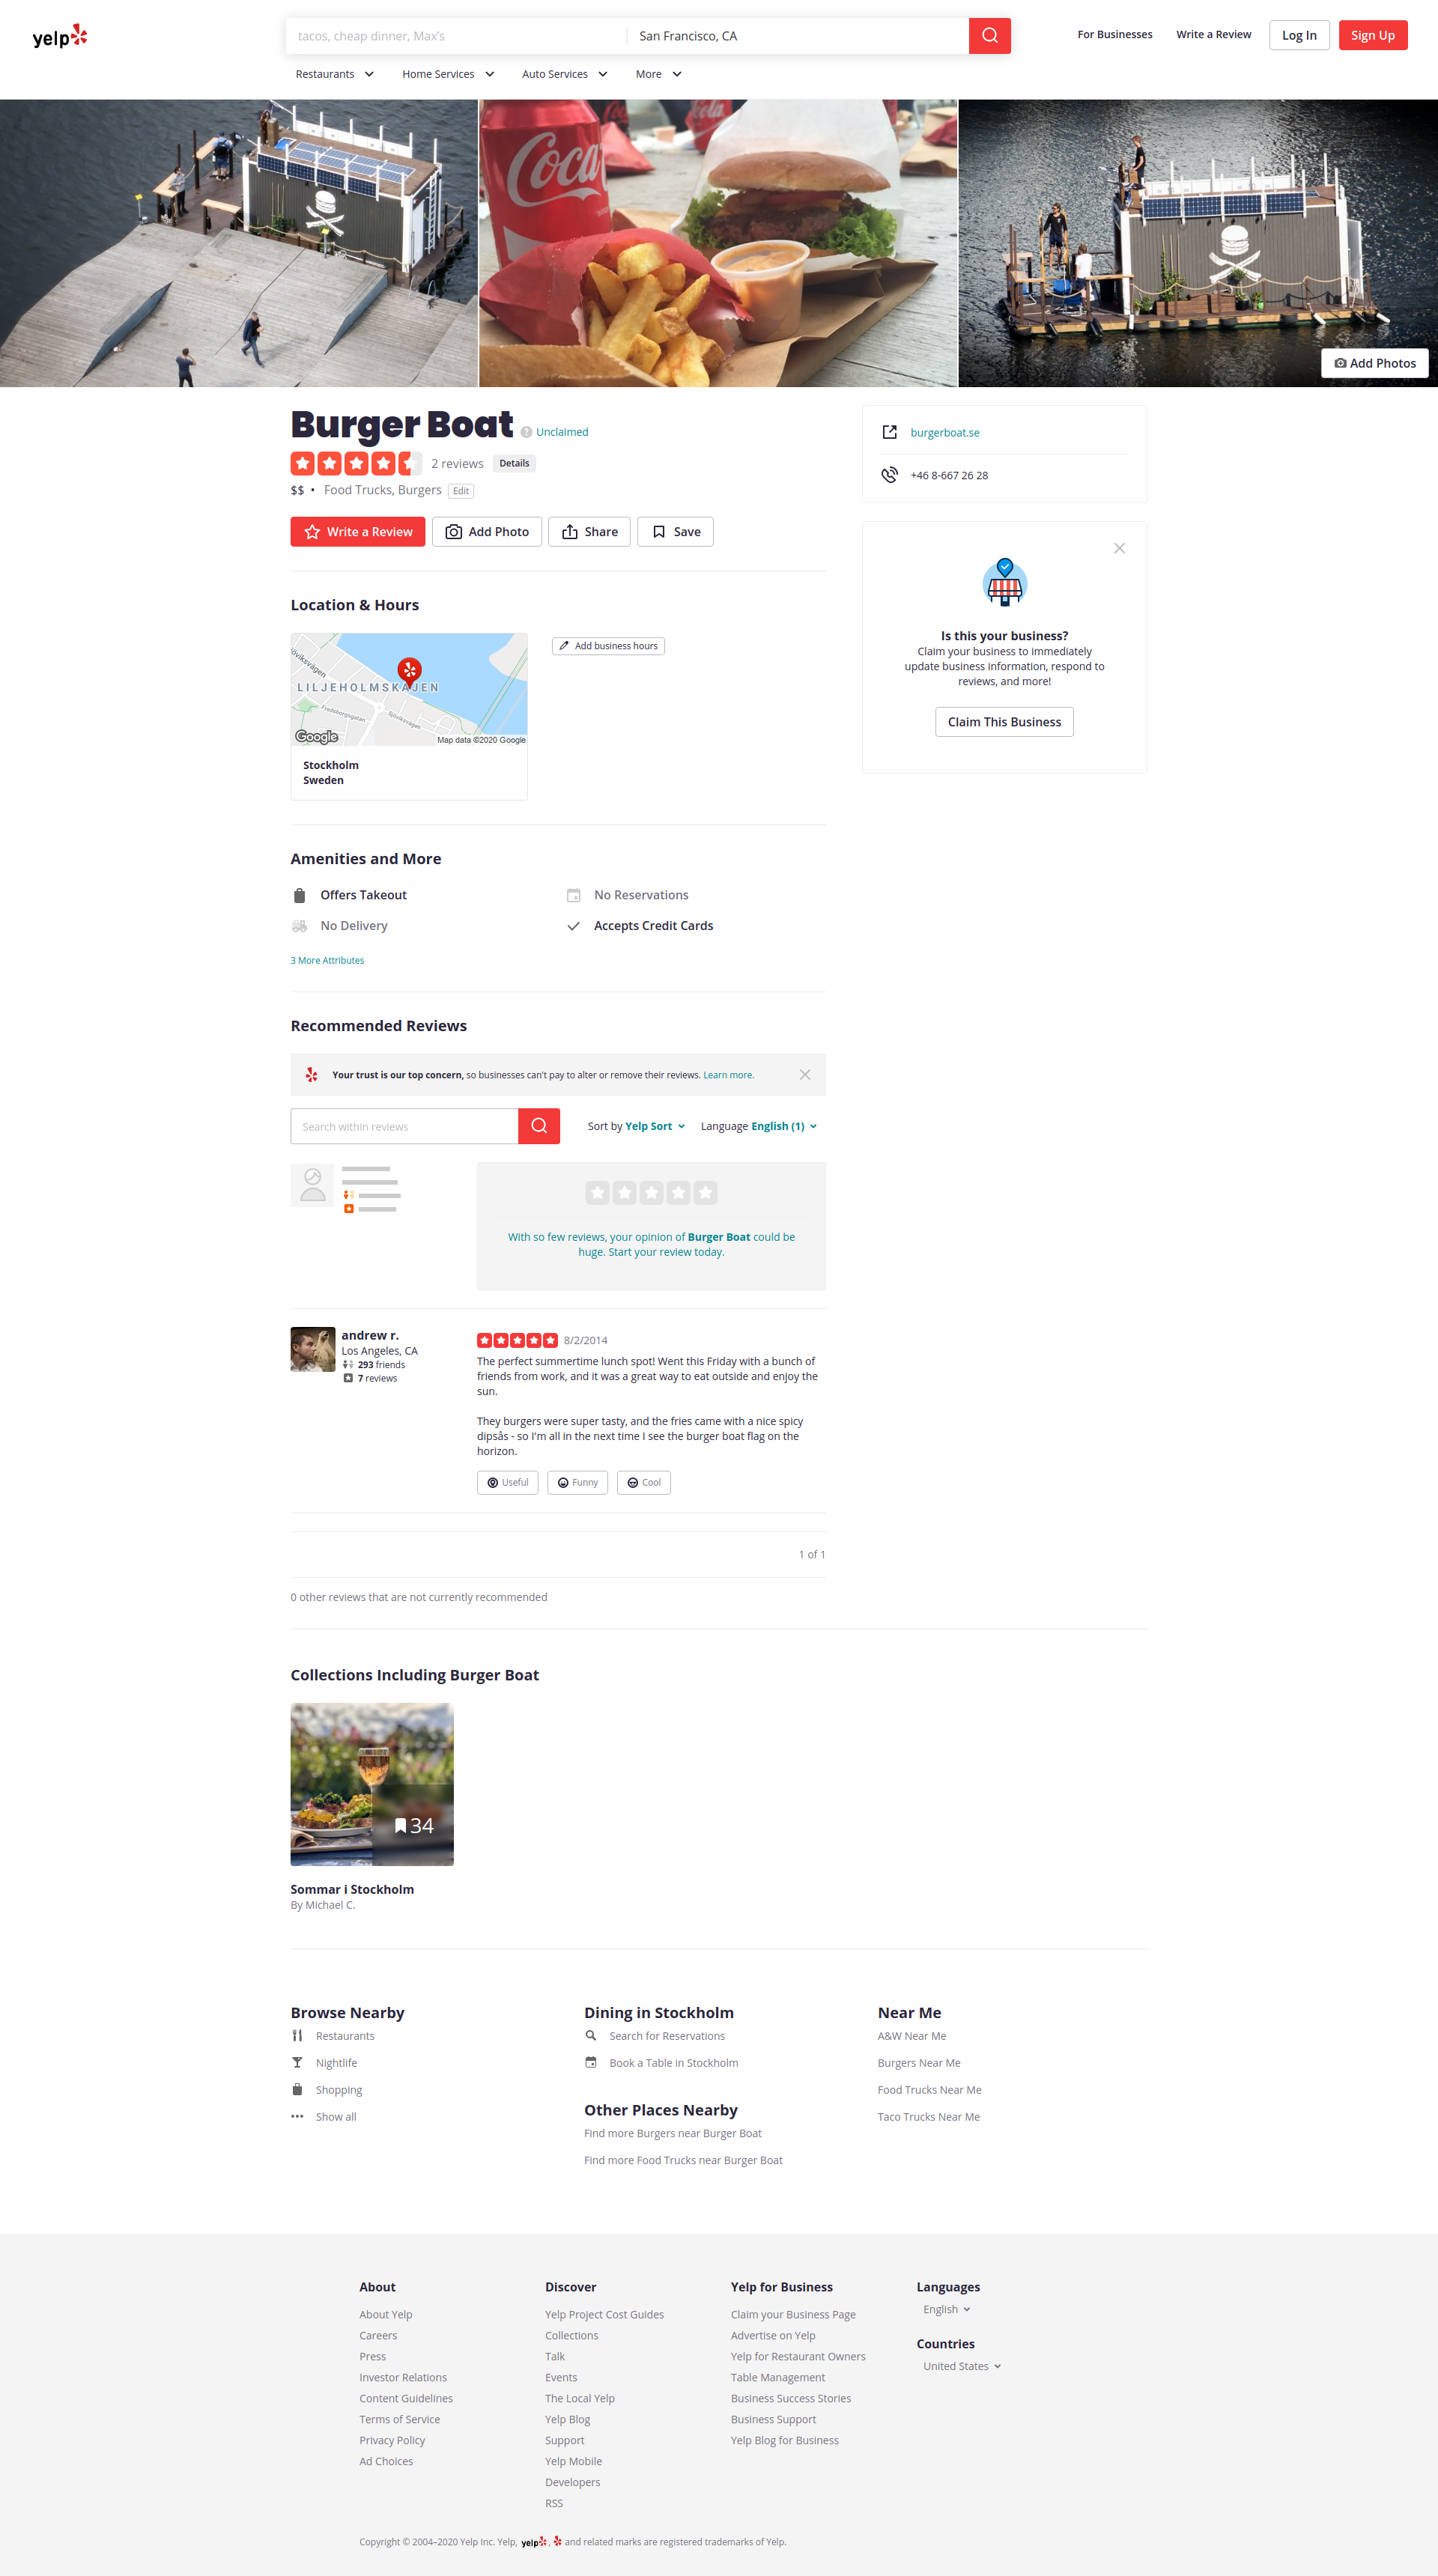 yelp
tacos, cheap dinner, Max's
San Francisco, CA
For Businesses
Write a Review
Log In
Sign Up
Restaurants
Home Services
Auto Services
More
Coca
Add Photos
Burger Boat
Unclaimed
2 reviews
Details
$$ • Food Trucks, Burgers
Edit
Write a Review
Add Photo
Share
Save
burgerboat.se
+46 8-667 26 28
Is this your business?
Claim your business to immediately
update business information, respond to
reviews, and more!
Claim This Business
Location & Hours
LILJEHOLMSKAJEN
Fredsborgsgatan
Sjöviksvägen
Google
Map data ©2020 Google
Stockholm
Sweden
Add business hours
Amenities and More
Offers Takeout
No Reservations
No Delivery
Accepts Credit Cards
3 More Attributes
Recommended Reviews
Your trust is our top concern, so businesses can't pay to alter or remove their reviews. Learn more.
Search within reviews
Sort by Yelp Sort
Language English (1)
With so few reviews, your opinion of Burger Boat could be
huge. Start your review today.
andrew r.
Los Angeles, CA
293 friends
7 reviews
8/2/2014
The perfect summertime lunch spot! Went this Friday with a bunch of
friends from work, and it was a great way to eat outside and enjoy the
sun.
They burgers were super tasty, and the fries came with a nice spicy
dipsås - so I'm all in the next time I see the burger boat flag on the
horizon.
Useful
Funny
Cool
1 of 1
0 other reviews that are not currently recommended
Collections Including Burger Boat
34
Sommar i Stockholm
By Michael C.
Browse Nearby
Restaurants
Nightlife
Shopping
Show all
Dining in Stockholm
Search for Reservations
Book a Table in Stockholm
Other Places Nearby
Find more Burgers near Burger Boat
Find more Food Trucks near Burger Boat
Near Me
A&W Near Me
Burgers Near Me
Food Trucks Near Me
Taco Trucks Near Me
About
About Yelp
Careers
Press
Investor Relations
Content Guidelines
Terms of Service
Privacy Policy
Ad Choices
Discover
Yelp Project Cost Guides
Collections
Talk
Events
The Local Yelp
Yelp Blog
Support
Yelp Mobile
Developers
RSS
Yelp for Business
Claim your Business Page
Advertise on Yelp
Yelp for Restaurant Owners
Table Management
Business Success Stories
Business Support
Yelp Blog for Business
Languages
English
Countries
United States
Copyright © 2004–2020 Yelp Inc. Yelp, yelp, and related marks are registered trademarks of Yelp.